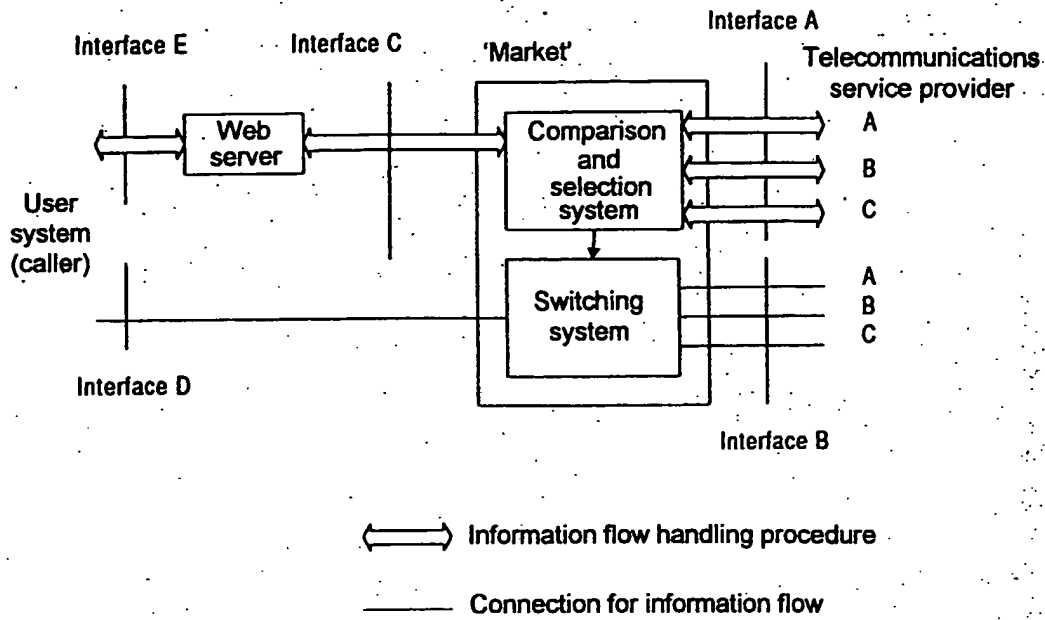 Interface A
Interface E
Interface C
'Market'
Telecommunications
service provider
Web
server
Comparison
and
selection
system
A
B
C
User
system
(caller)
Switching
system
A
B
C
Interface D
Interface B
Information flow handling procedure
Connection for information flow